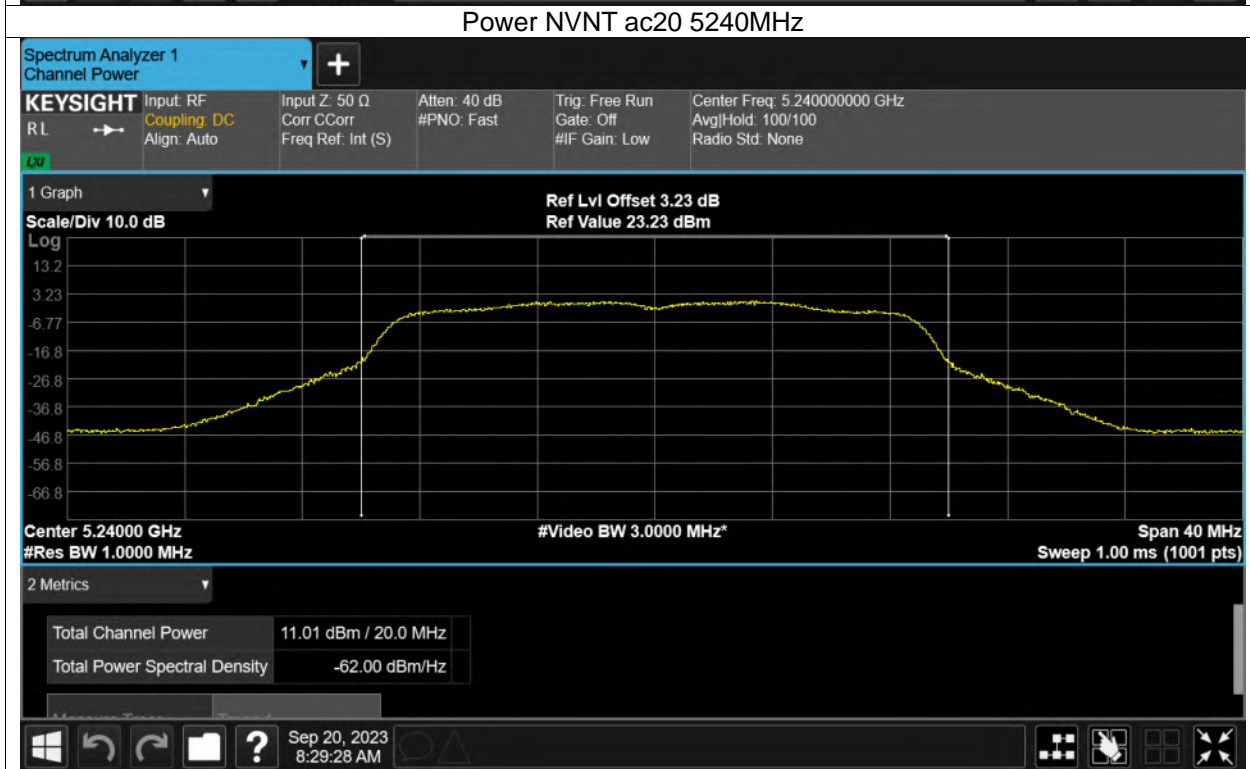 Power NVNT ac20 5240MHz
Spectrum Analyzer 1
Channel Power
+
KEYSIGHT
RL
LXI
Input: RF
Coupling: DC
Align: Auto
Input Z: 50 Ω
Corr CCorr
Freq Ref: Int (S)
Atten: 40 dB
#PNO: Fast
Trig: Free Run
Gate: Off
#IF Gain: Low
Center Freq: 5.240000000 GHz
Avg|Hold: 100/100
Radio Std: None
1 Graph
Scale/Div 10.0 dB
Ref Lvl Offset 3.23 dB
Ref Value 23.23 dBm
Log
13.2
3.23
-6.77
-16.8
-26.8
-36.8
-46.8
-56.8
-66.8
Center 5.24000 GHz
#Res BW 1.0000 MHz
#Video BW 3.0000 MHz*
Span 40 MHz
Sweep 1.00 ms (1001 pts)
2 Metrics
Total Channel Power 11.01 dBm / 20.0 MHz
Total Power Spectral Density -62.00 dBm/Hz
?
Sep 20, 2023
8:29:28 AM